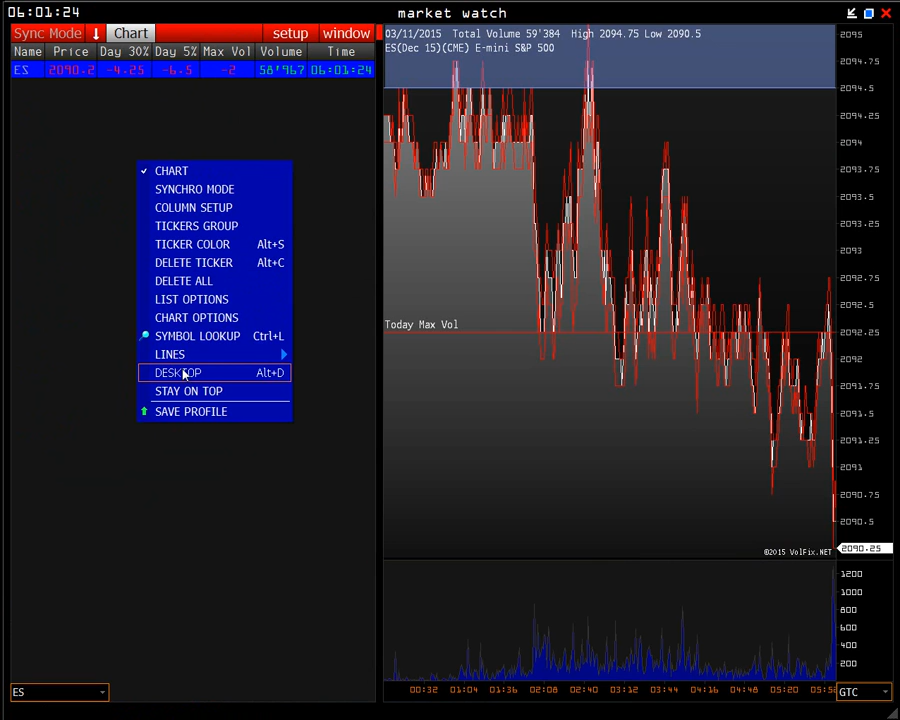 06:01:24
market watch
Sync Mode
Chart
setup
window
Name Price Day 30% Day 5% Max Vol Volume Time
ES 2090.2 -4.25 -6.5 -2 58'967 06:01:24
CHART
SYNCHRO MODE
COLUMN SETUP
TICKERS GROUP
TICKER COLOR Alt+S
DELETE TICKER Alt+C
DELETE ALL
LIST OPTIONS
CHART OPTIONS
SYMBOL LOOKUP Ctrl+L
LINES
DESKTOP Alt+D
STAY ON TOP
SAVE PROFILE
ES
03/11/2015 Total Volume 59'384 High 2094.75 Low 2090.5
ES(Dec 15)(CME) E-mini S&P 500
Today Max Vol
©2015 VolFix.NET
2095
2094.75
2094.5
2094.25
2094
2093.75
2093.5
2093.25
2093
2092.75
2092.5
2092.25
2092
2091.75
2091.5
2091.25
2091
2090.75
2090.5
2090.25
1200
1000
800
600
400
200
00:32 01:04 01:36 02:08 02:40 03:12 03:44 04:16 04:48 05:20
GTC